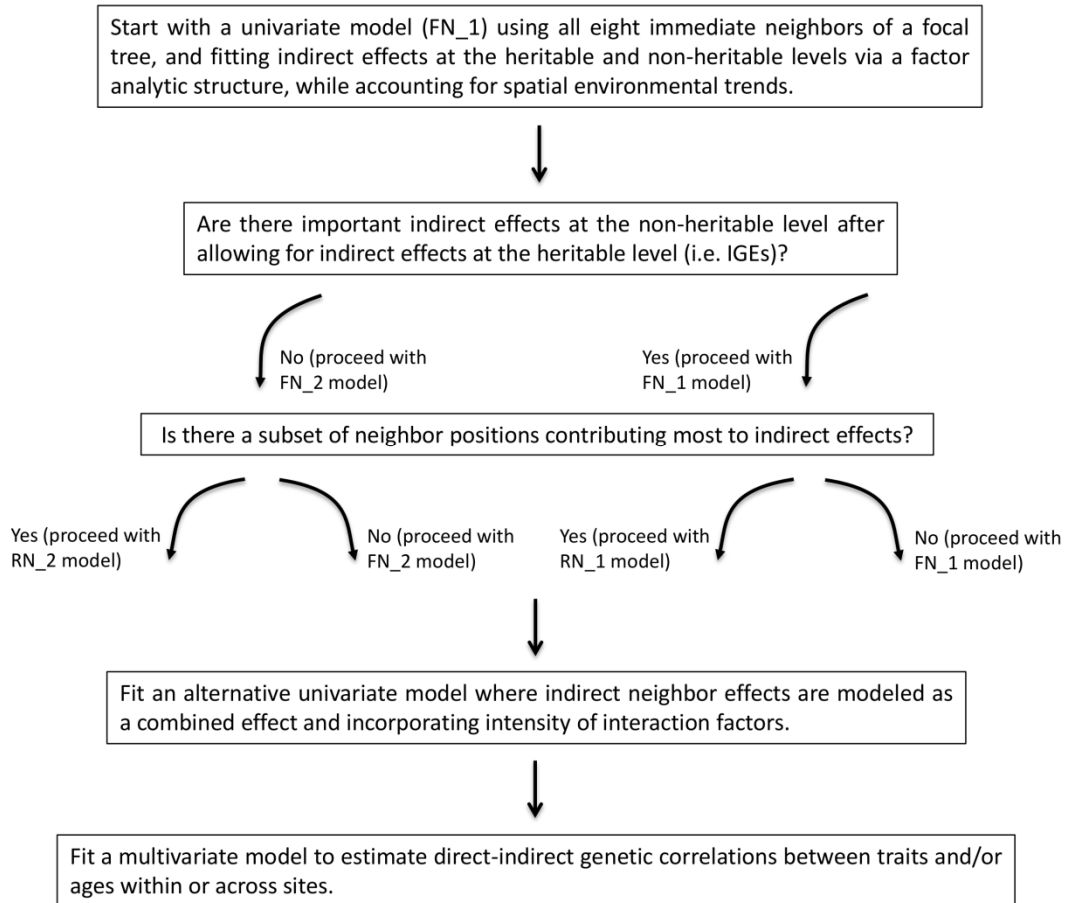 Start with a univariate model (FN_1) using all eight immediate neighbors of a focal
tree, and fitting indirect effects at the heritable and non-heritable levels via a factor
analytic structure, while accounting for spatial environmental trends.
Are there important indirect effects at the non-heritable level after
allowing for indirect effects at the heritable level (i.e. IGEs)?
No (proceed with
FN_2 model)
Yes (proceed with
FN_1 model)
Is there a subset of neighbor positions contributing most to indirect effects?
Yes (proceed with
RN_2 model)
No (proceed with
FN_2 model)
Yes (proceed with
RN_1 model)
No (proceed with
FN_1 model)
Fit an alternative univariate model where indirect neighbor effects are modeled as
a combined effect and incorporating intensity of interaction factors.
Fit a multivariate model to estimate direct-indirect genetic correlations between traits and/or
ages within or across sites.